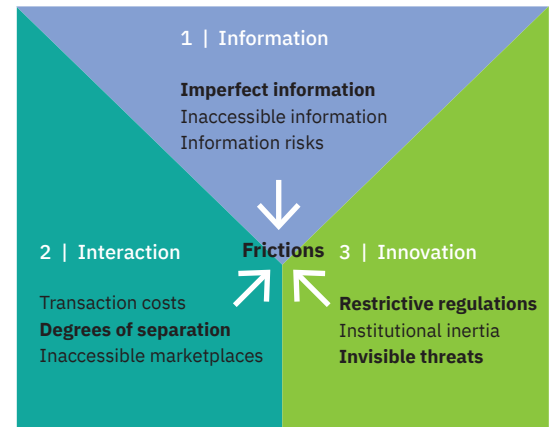 1 | Information
Imperfect information
Inaccessible information
Information risks
Frictions
2 | Interaction
Transaction costs
Degrees of separation
Inaccessible marketplaces
3 | Innovation
Restrictive regulations
Institutional inertia
Invisible threats